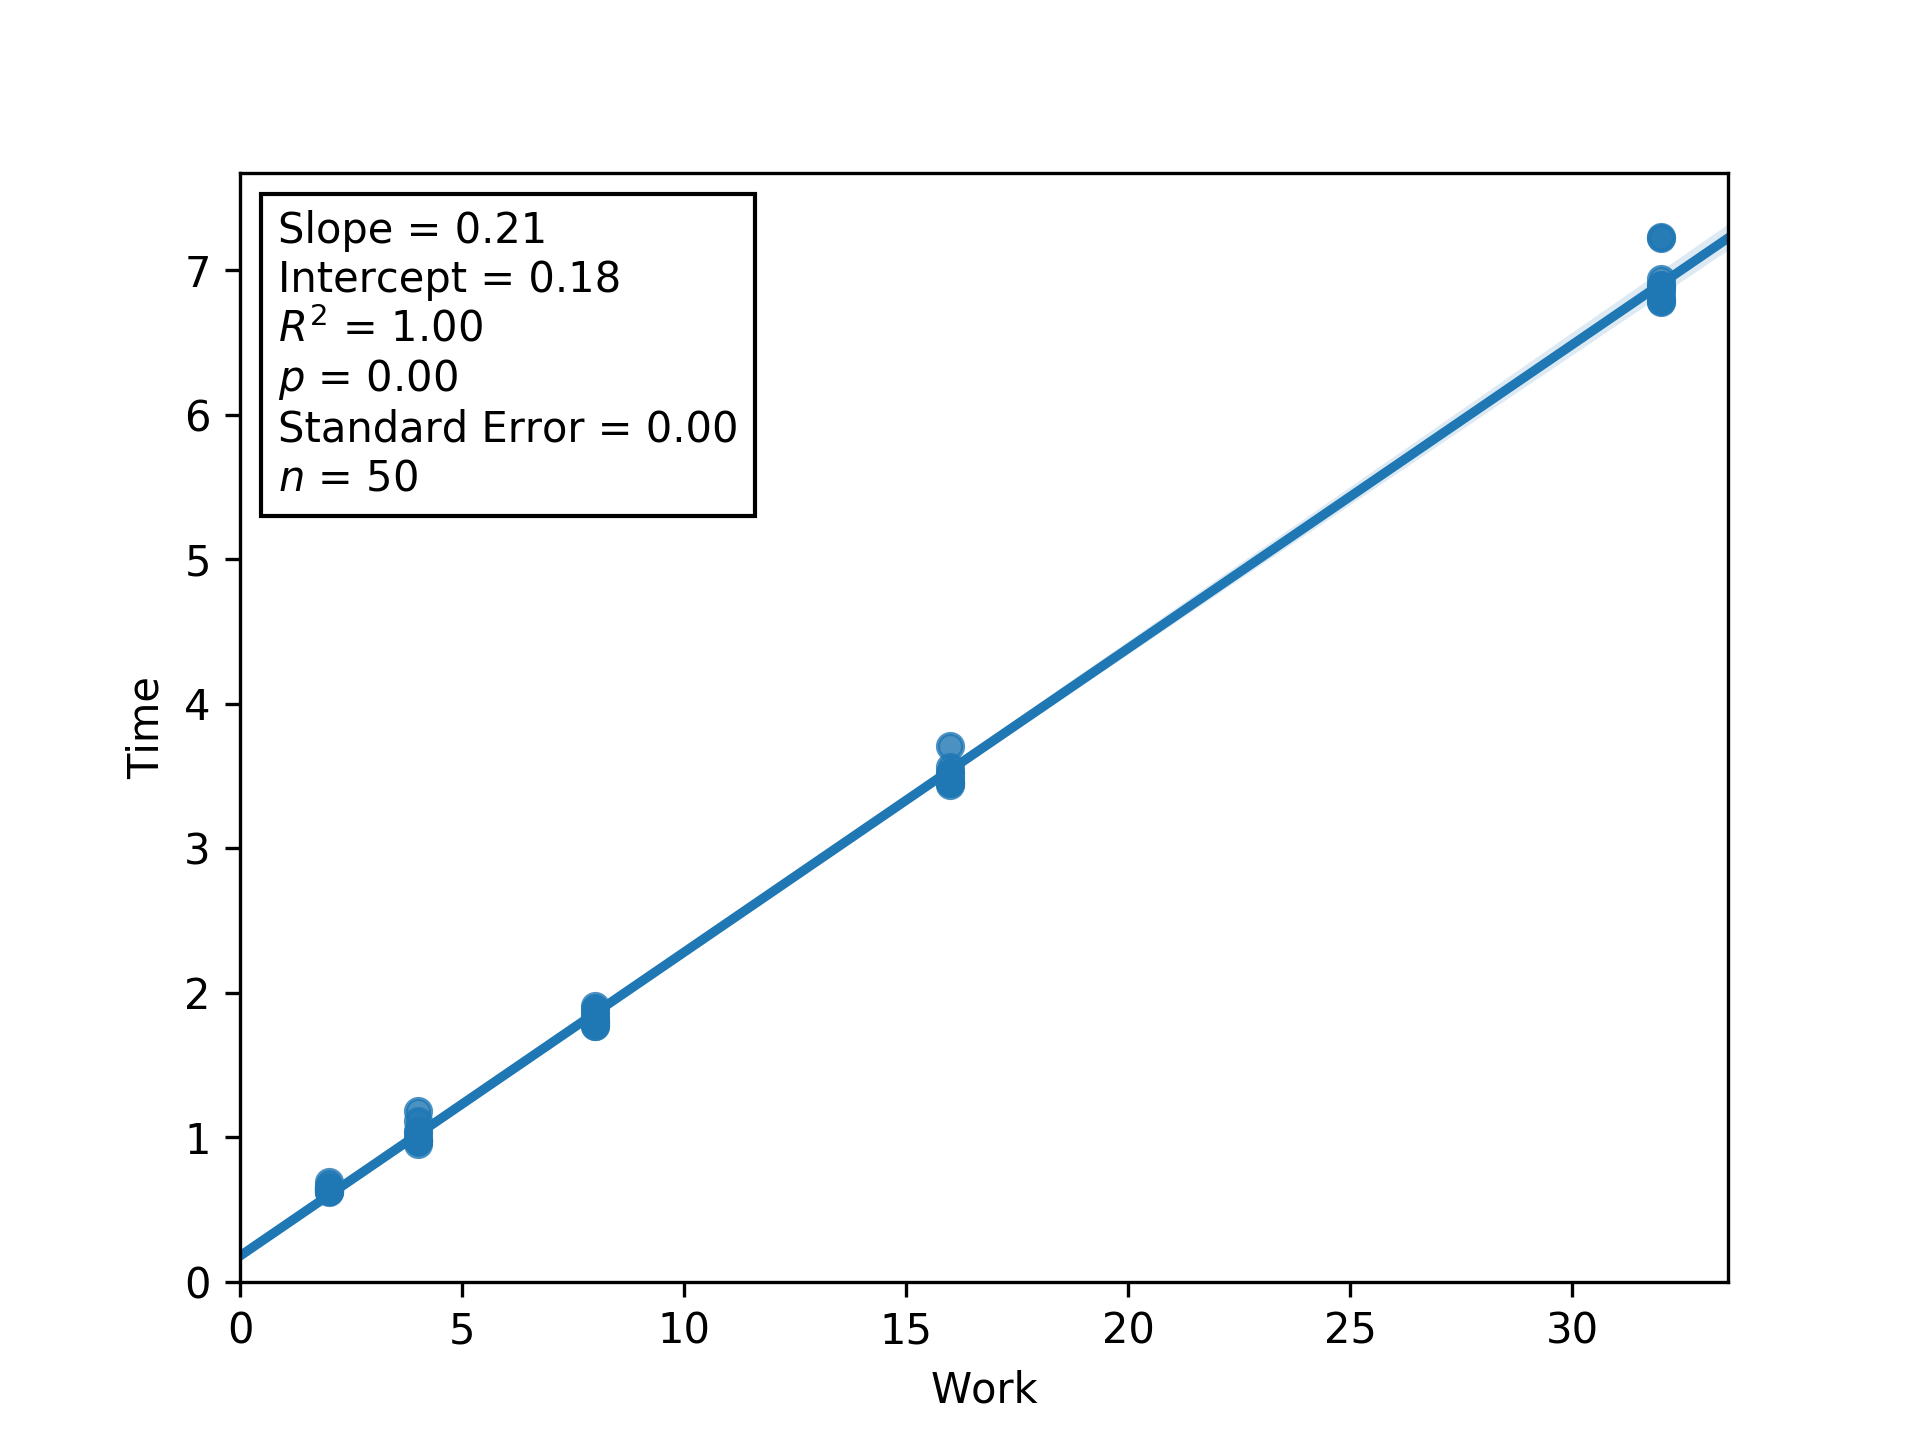 Slope = 0.21
Intercept = 0.18
R² = 1.00
p = 0.00
Standard Error = 0.00
n = 50
7
6
5
4
3
2
1
0
Time
0 5 10 15 20 25 30
Work